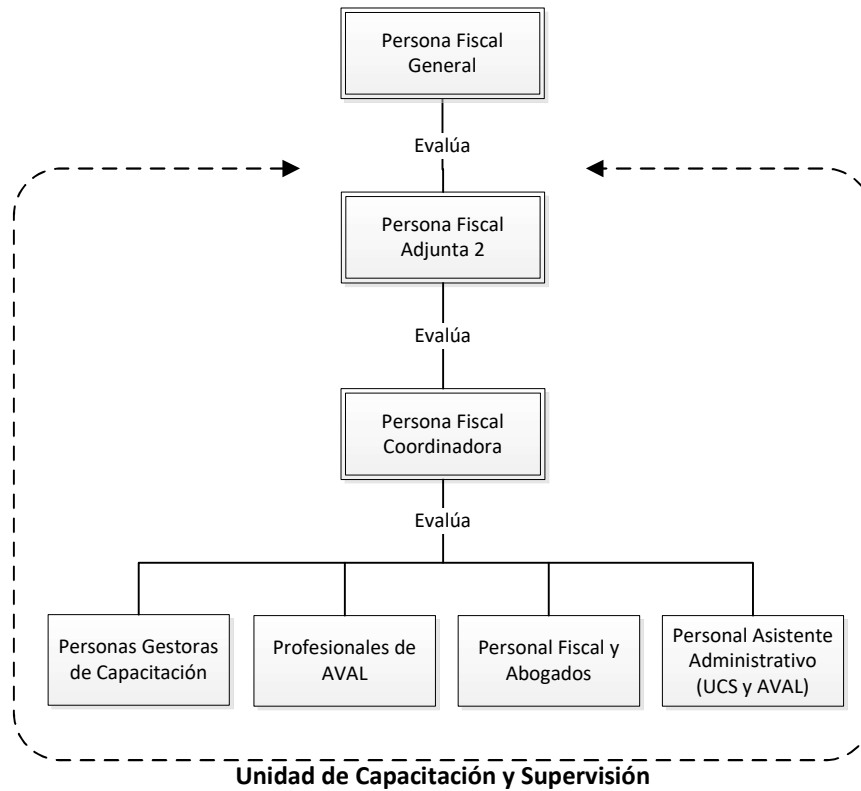 Persona Fiscal
General
Evalúa
Persona Fiscal
Adjunta 2
Evalúa
Persona Fiscal
Coordinadora
Evalúa
Personas Gestoras
de Capacitación
Profesionales de
AVAL
Personal Fiscal y
Abogados
Personal Asistente
Administrativo
(UCS y AVAL)
Unidad de Capacitación y Supervisión